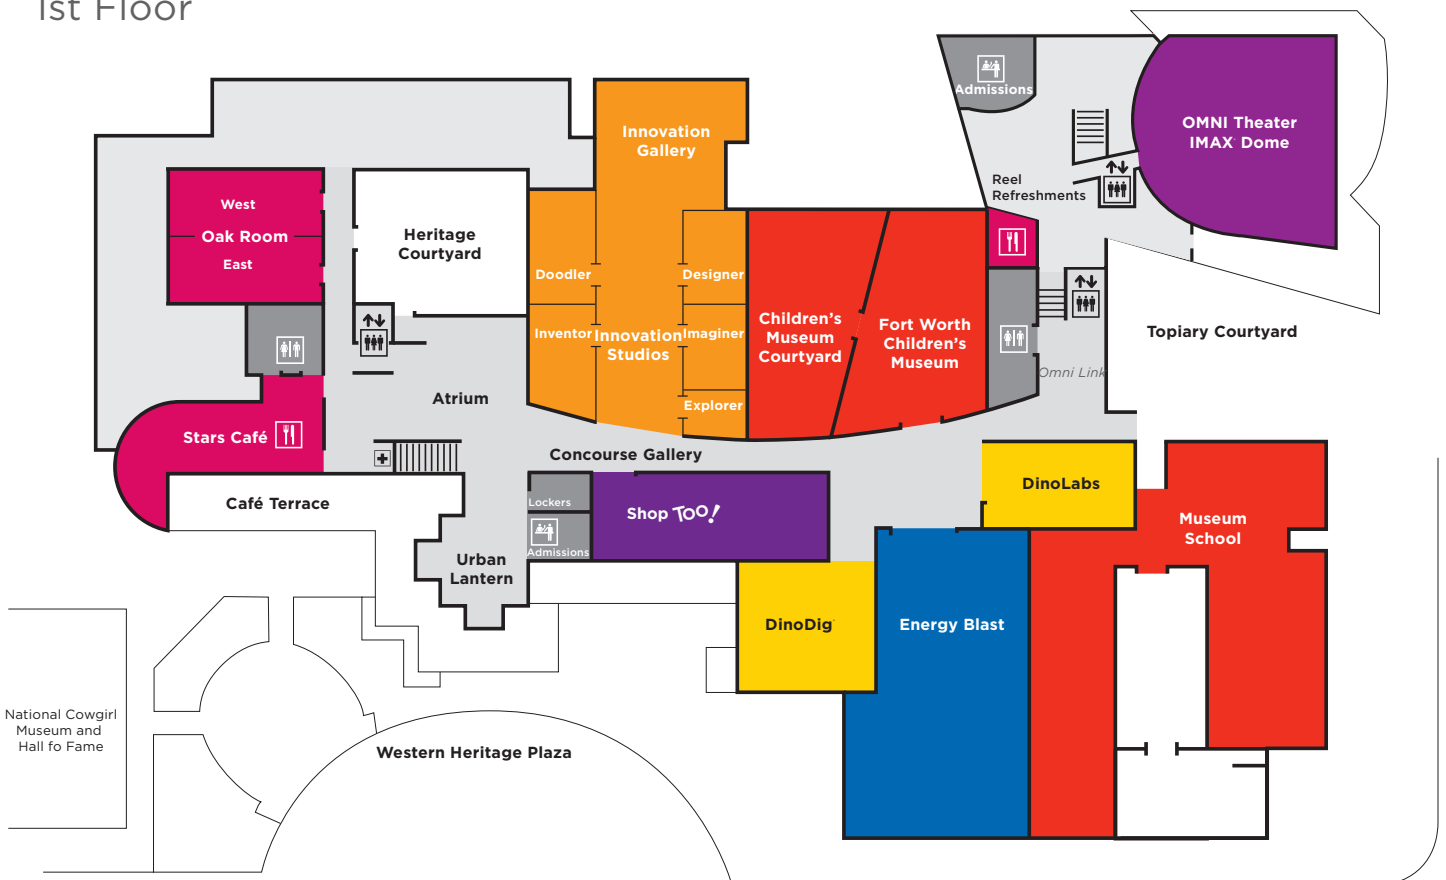 1st Floor
Admissions
OMNI Theater
IMAX Dome
Innovation
Gallery
Reel
Refreshments
West
Oak Room
East
Heritage
Courtyard
Doodler
Designer
Inventor
Innovation
Studios
Imaginer
Explorer
Children's
Museum
Courtyard
Fort Worth
Children's
Museum
Topiary Courtyard
Omni Link
Atrium
Stars Café
Concourse Gallery
Café Terrace
Lockers
Admissions
Shop TOO!
DinoLabs
Museum
School
Urban
Lantern
DinoDig
Energy Blast
National Cowgirl
Museum and
Hall fo Fame
Western Heritage Plaza